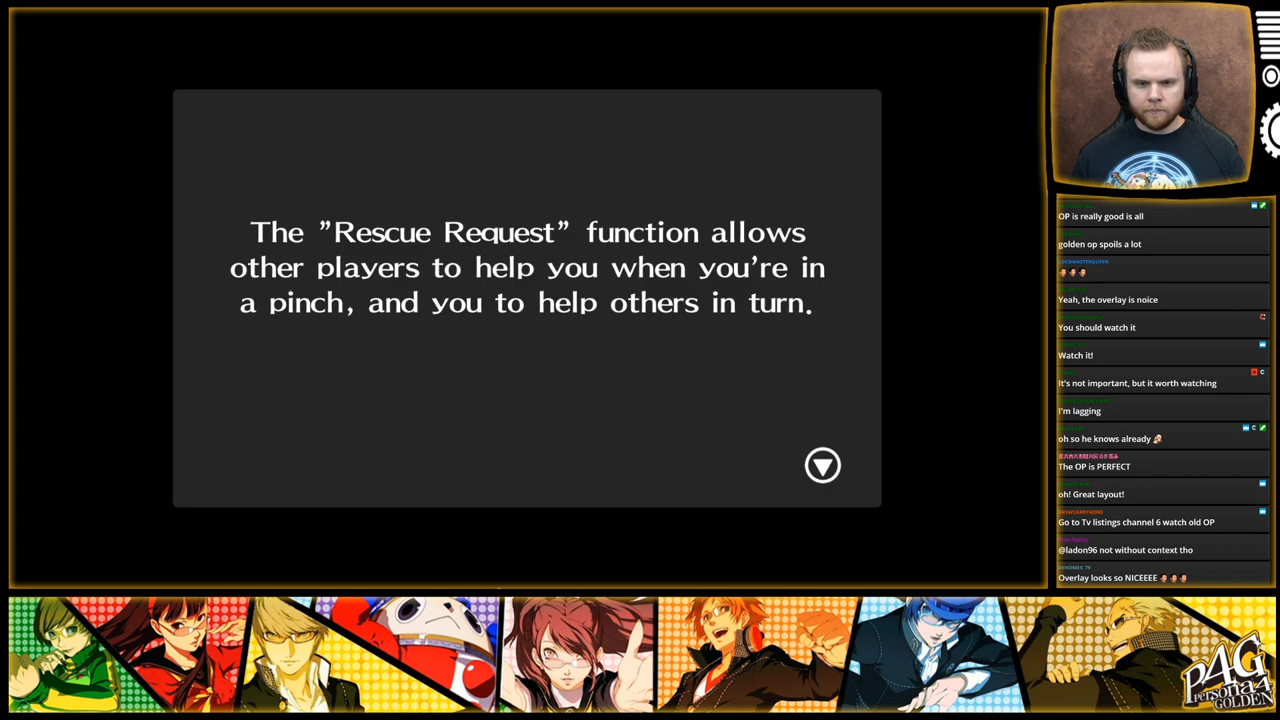 The "Rescue Request" function allows
other players to help you when you're in
a pinch, and you to help others in turn.
OP is really good is all
golden op spoils a lot
Yeah, the overlay is noice
You should watch it
Watch it!
It's not important, but it worth watching
I'm lagging
oh so he knows already
The OP is PERFECT
oh! Great layout!
Go to Tv listings channel 6 watch old OP
@ladon96 not without context tho
XENOMEX_79
Overlay looks so NICEEEE
P4G
Persona4
GOLDEN